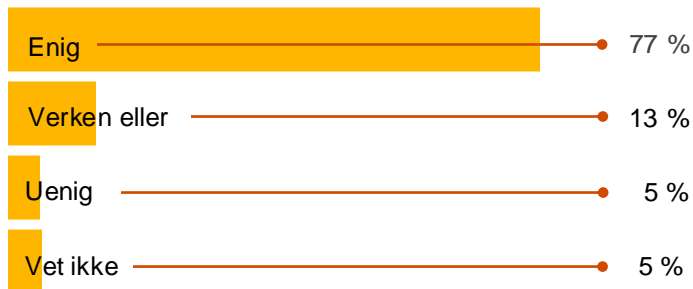 Enig 77 %
Verken eller 13 %
Uenig 5 %
Vet ikke 5 %